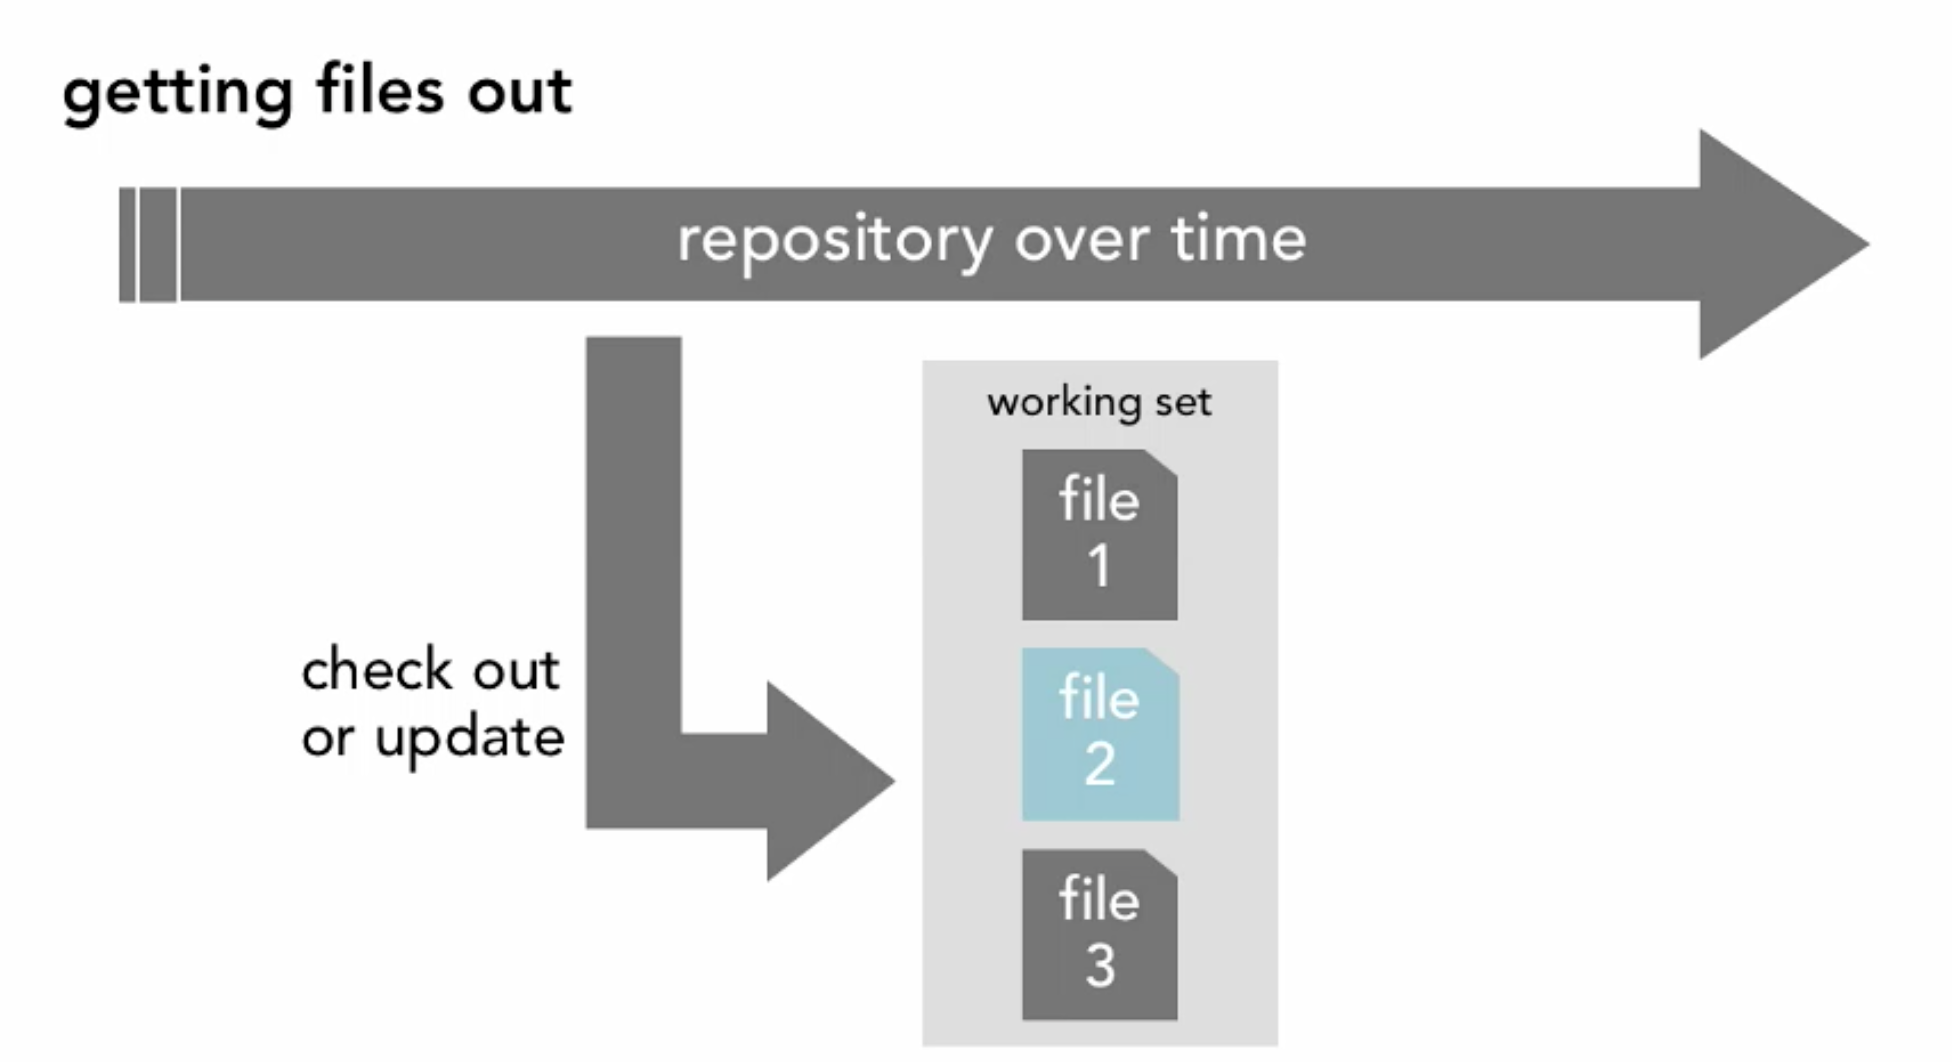 getting files out
repository over time
working set
file
1
check out
or update
file
2
file
3